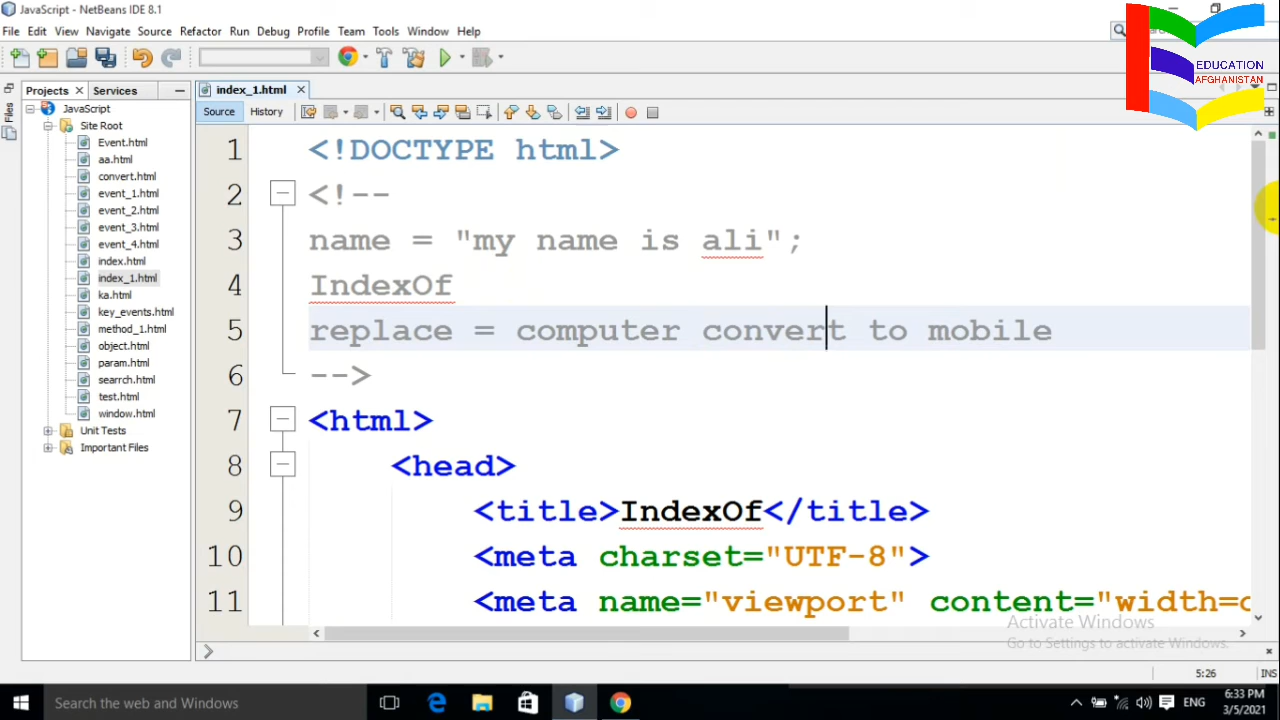 JavaScript - NetBeans IDE 8.1
File Edit View Navigate Source Refactor Run Debug Profile Team Tools Window Help
EDUCATION
AFGHANISTAN
Files
Projects Services
JavaScript
Site Root
Event.html
aa.html
convert.html
event_1.html
event_2.html
event_3.html
event_4.html
index.html
index_1.html
ka.html
key_events.html
method_1.html
object.html
param.html
searrch.html
test.html
window.html
Unit Tests
Important Files
index_1.html
Source History
1 <!DOCTYPE html>
2 <!--
3 name = "my name is ali";
4 IndexOf
5 replace = computer convert to mobile
6 -->
7 <html>
8 <head>
9 <title>IndexOf</title>
10 <meta charset="UTF-8">
11 <meta name="viewport" content="width=
Activate Windows
Go to Settings to activate Windows.
5:26 INS
Search the web and Windows
ENG
6:33 PM
3/5/2021